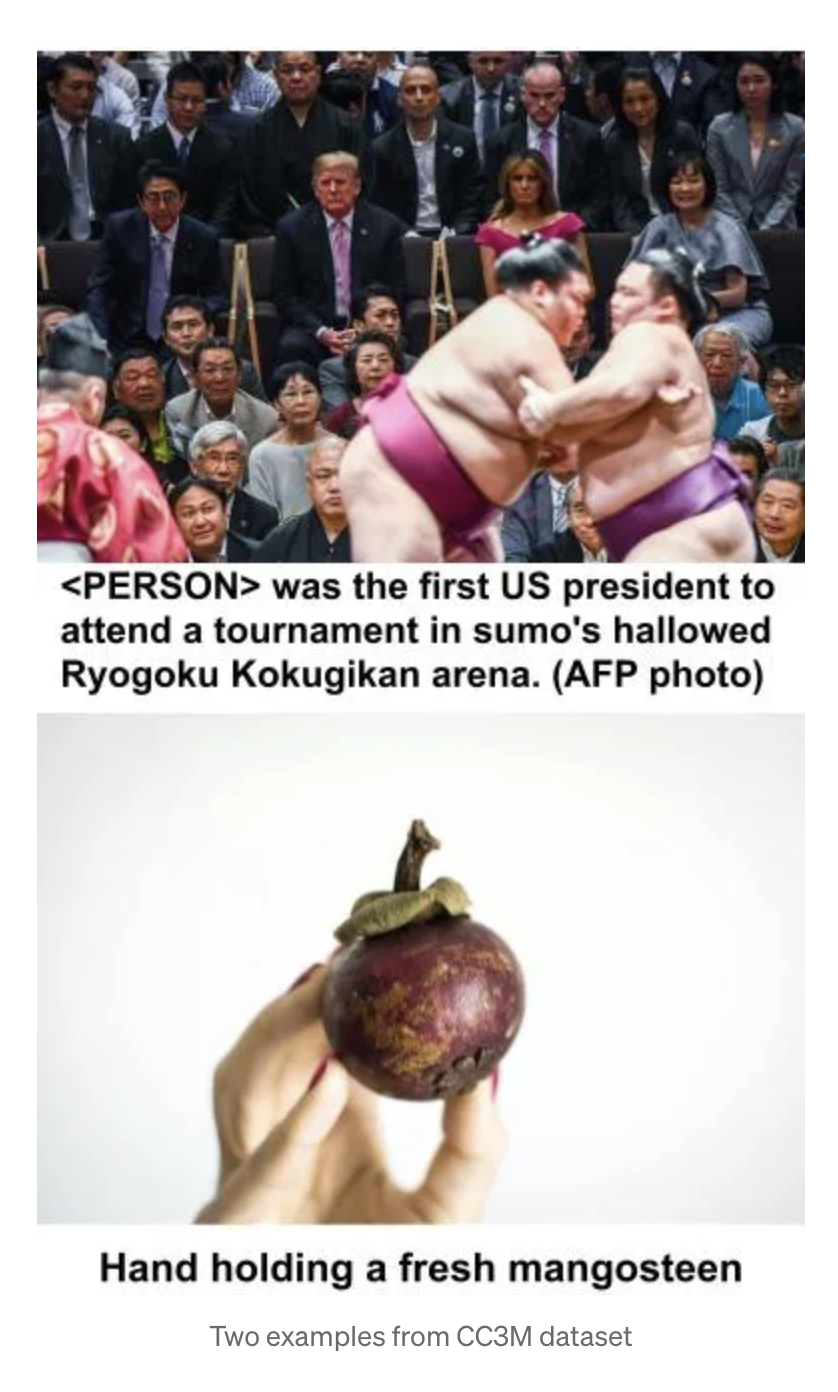 <PERSON> was the first US president to
attend a tournament in sumo's hallowed
Ryogoku Kokugikan arena. (AFP photo)
Hand holding a fresh mangosteen
Two examples from CC3M dataset